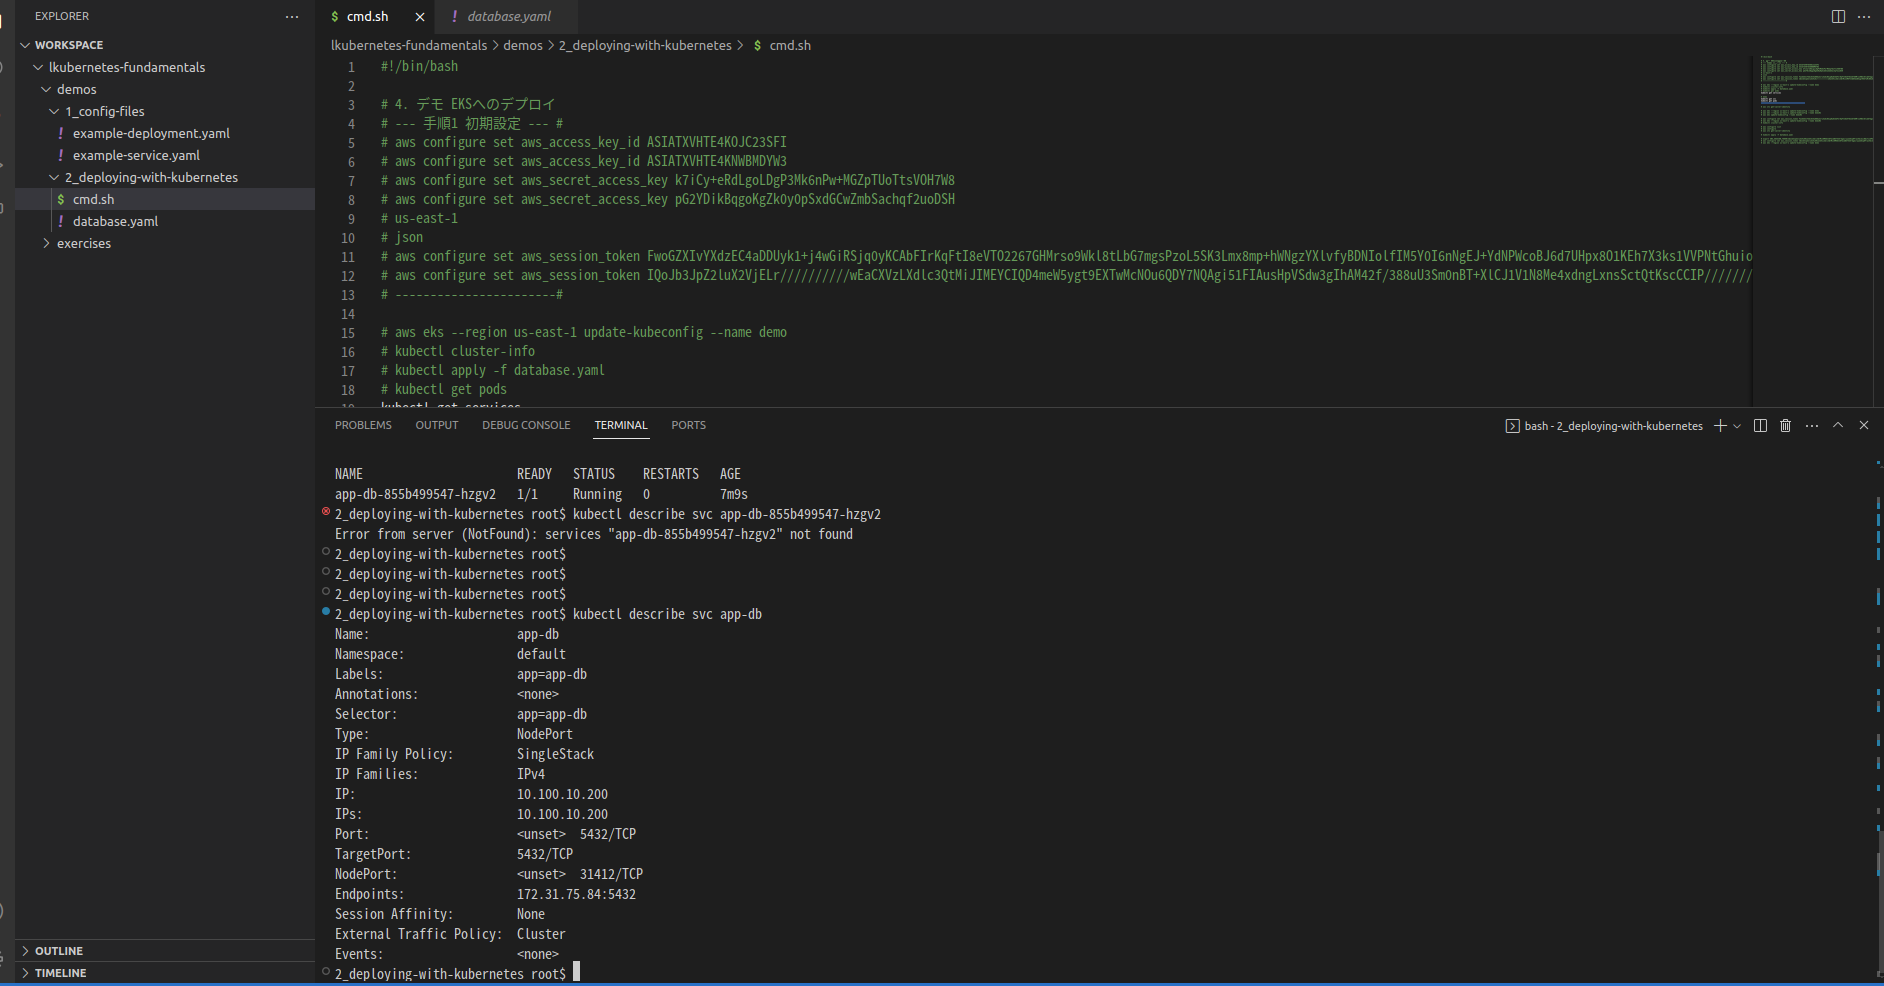 EXPLORER
WORKSPACE
lkubernetes-fundamentals
demos
1_config-files
! example-deployment.yaml
! example-service.yaml
2_deploying-with-kubernetes
$ cmd.sh
! database.yaml
exercises
OUTLINE
TIMELINE
$ cmd.sh
! database.yaml
lkubernetes-fundamentals > demos > 2_deploying-with-kubernetes > $ cmd.sh
1 #!/bin/bash
2
3 # 4. デモ EKSへのデプロイ
4 # --- 手順1 初期設定 --- #
5 # aws configure set aws_access_key_id ASIATXVHTE4KOJC23SFI
6 # aws configure set aws_access_key_id ASIATXVHTE4KNWBMDYW3
7 # aws configure set aws_secret_access_key k7iCy+eRdLgoLDgP3Mk6nPw+MGZpTUoTtsVOH7W8
8 # aws configure set aws_secret_access_key pG2YDikBqgoKgZkOy0pSxdGCwZmbSachqf2uoDSH
9 # us-east-1
10 # json
11 # aws configure set aws_session_token
12 # aws configure set aws_session_token
13 # -----------------------#
14
15 # aws eks --region us-east-1 update-kubeconfig --name demo
16 # kubectl cluster-info
17 # kubectl apply -f database.yaml
18 # kubectl get pods
19 kubectl get services
PROBLEMS OUTPUT DEBUG CONSOLE TERMINAL PORTS
bash - 2_deploying-with-kubernetes
NAME READY STATUS RESTARTS AGE
app-db-855b499547-hzgv2 1/1 Running 0 7m9s
2_deploying-with-kubernetes root$ kubectl describe svc app-db-855b499547-hzgv2
Error from server (NotFound): services "app-db-855b499547-hzgv2" not found
2_deploying-with-kubernetes root$
2_deploying-with-kubernetes root$
2_deploying-with-kubernetes root$
2_deploying-with-kubernetes root$ kubectl describe svc app-db
Name: app-db
Namespace: default
Labels: app=app-db
Annotations: <none>
Selector: app=app-db
Type: NodePort
IP Family Policy: SingleStack
IP Families: IPv4
IP: 10.100.10.200
IPs: 10.100.10.200
Port: <unset> 5432/TCP
TargetPort: 5432/TCP
NodePort: <unset> 31412/TCP
Endpoints: 172.31.75.84:5432
Session Affinity: None
External Traffic Policy: Cluster
Events: <none>
2_deploying-with-kubernetes root$